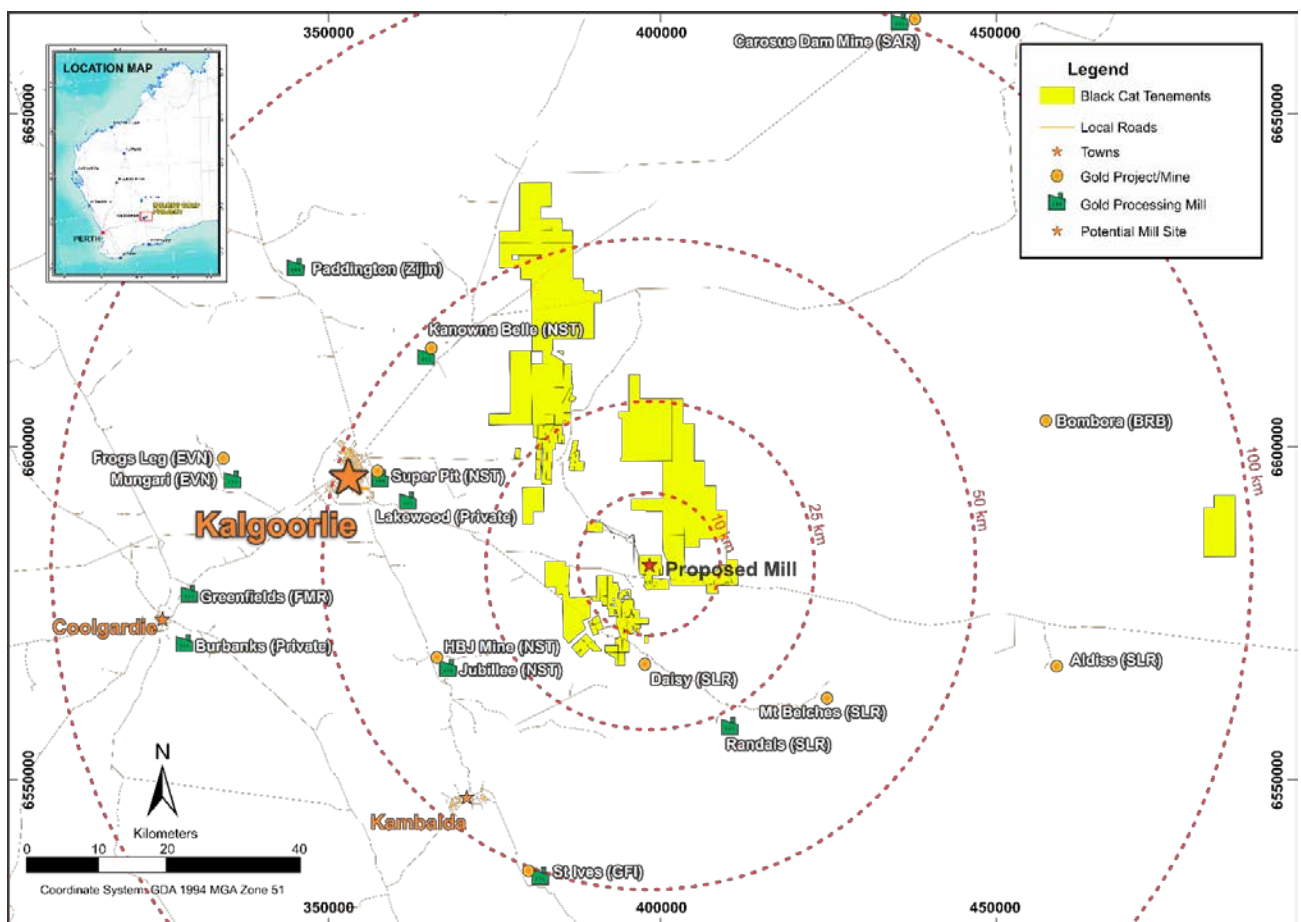 350000
400000
450000
Carosue Dam Mine (SAR)
LOCATION MAP
PERTH
Legend
Black Cat Tenements
Local Roads
Towns
Gold Project/Mine
Gold Processing Mill
Potential Mill Site
6650000
6650000
Paddington (Zijin)
Kanowna Belle (NST)
Bombora (BRB)
6600000
6600000
Frogs Leg (EVN)
Mungari (EVN)
Super Pit (NST)
Lakewood (Private)
Kalgoorlie
100 km
50 km
25 km
10 km
Proposed Mill
Greenfields (FMR)
Coolgardie
Burbanks (Private)
HBJ Mine (NST)
Jubillee (NST)
Daisy (SLR)
Aldiss (SLR)
Mt Belches (SLR)
Randals (SLR)
6550000
6550000
N
Kilometers
0 10 20 30 40
Coordinate System: GDA 1994 MGA Zone 51
Kambalda
St Ives (GFI)
350000
400000
450000